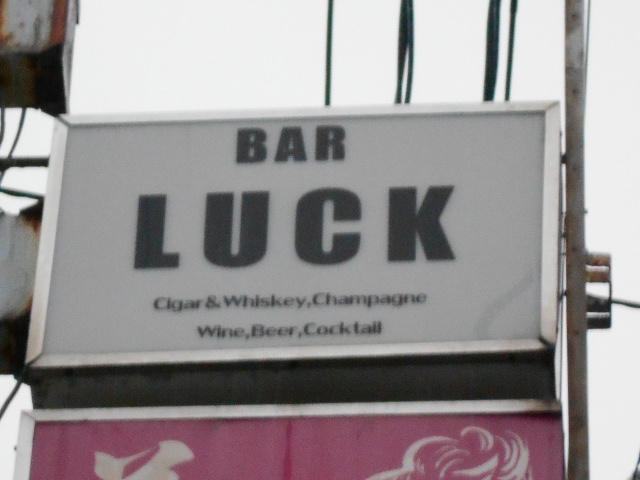 BAR
LUCK
Cigar&Whiskey,Champagne
Wine,Beer,Cocktail